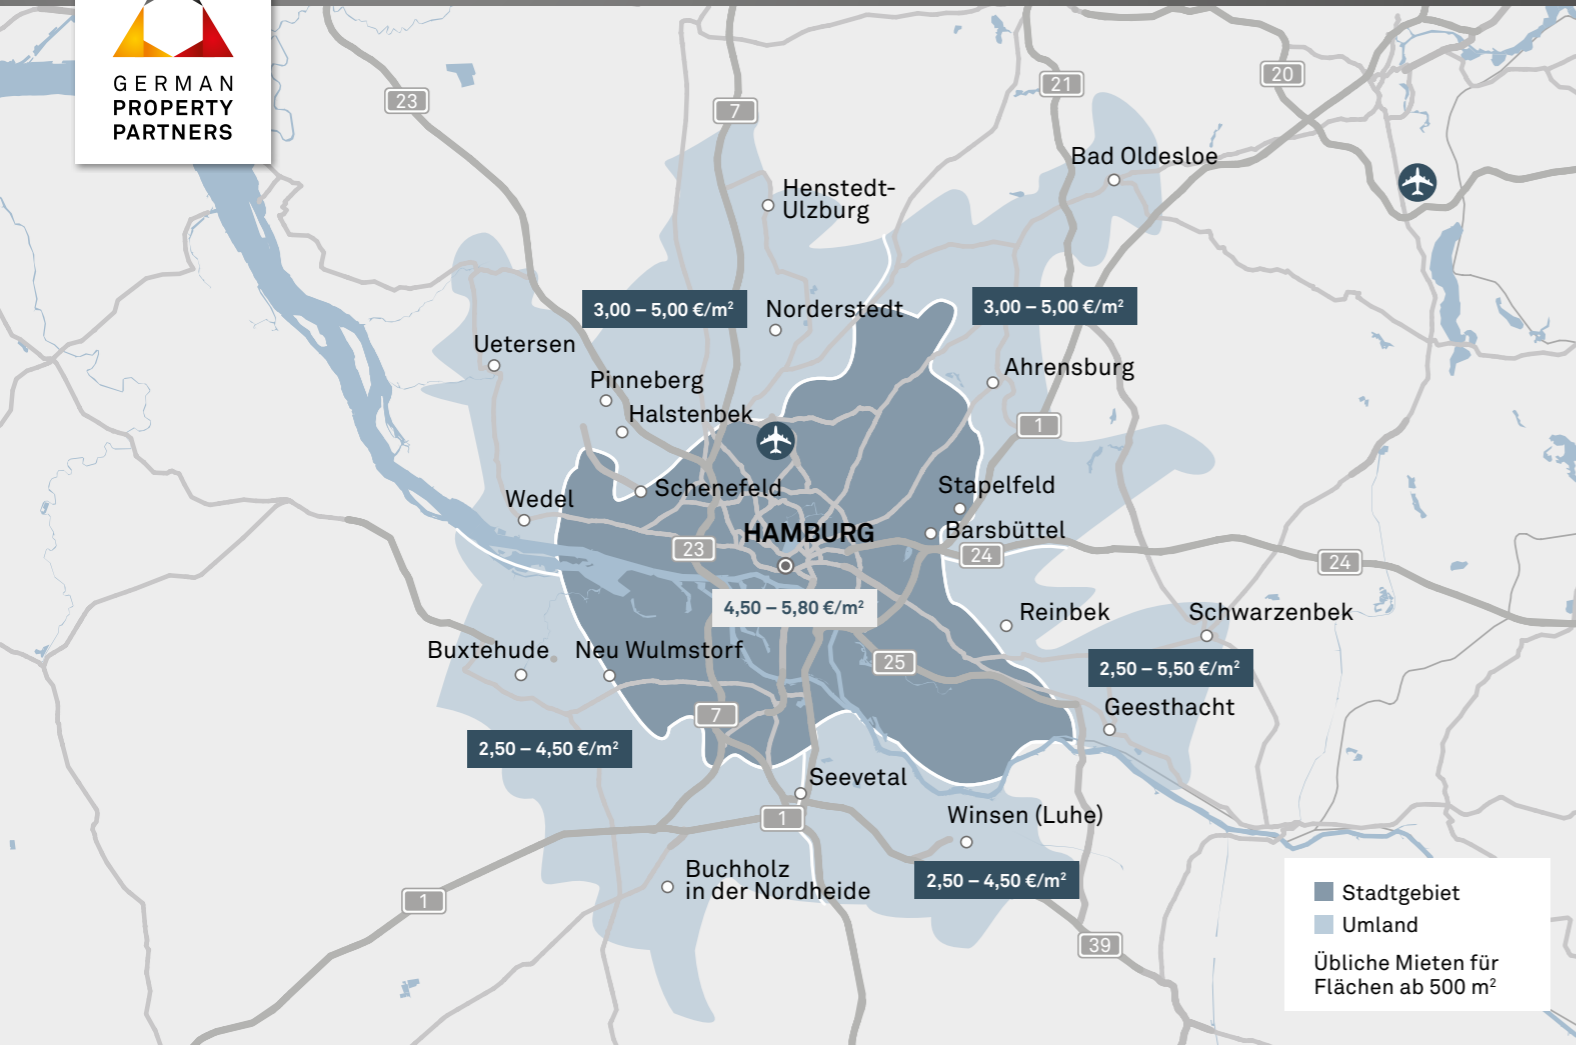 GERMAN
PROPERTY
PARTNERS
23
7
21
20
Bad Oldesloe
Henstedt-
Ulzburg
3,00 – 5,00 €/m²
Norderstedt
3,00 – 5,00 €/m²
Uetersen
Pinneberg
Halstenbek
Ahrensburg
1
Wedel
Schenefeld
Stapelfeld
HAMBURG
Barsbüttel
23
24
24
4,50 – 5,80 €/m²
Reinbek
Schwarzenbek
Buxtehude
Neu Wulmstorf
25
2,50 – 5,50 €/m²
7
Geesthacht
2,50 – 4,50 €/m²
Seevetal
1
Winsen (Luhe)
Buchholz
in der Nordheide
2,50 – 4,50 €/m²
1
39
Stadtgebiet
Umland
Übliche Mieten für
Flächen ab 500 m²